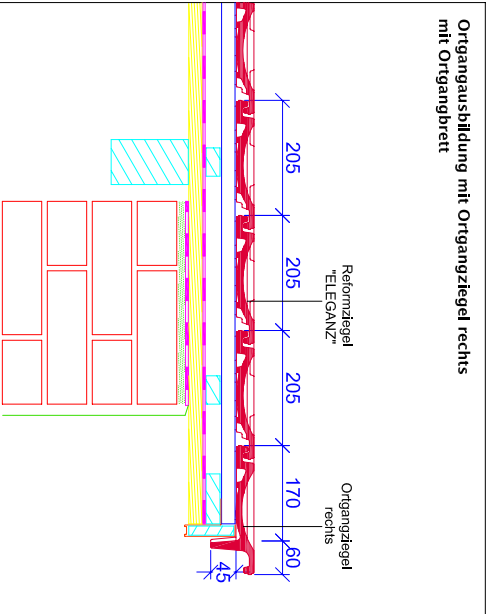 Ortgangausbildung mit Ortgangziegel rechts
mit Ortgangbrett
Reformziegel
"ELEGANZ"
Ortgangziegel
rechts
205
205
205
170
60
45